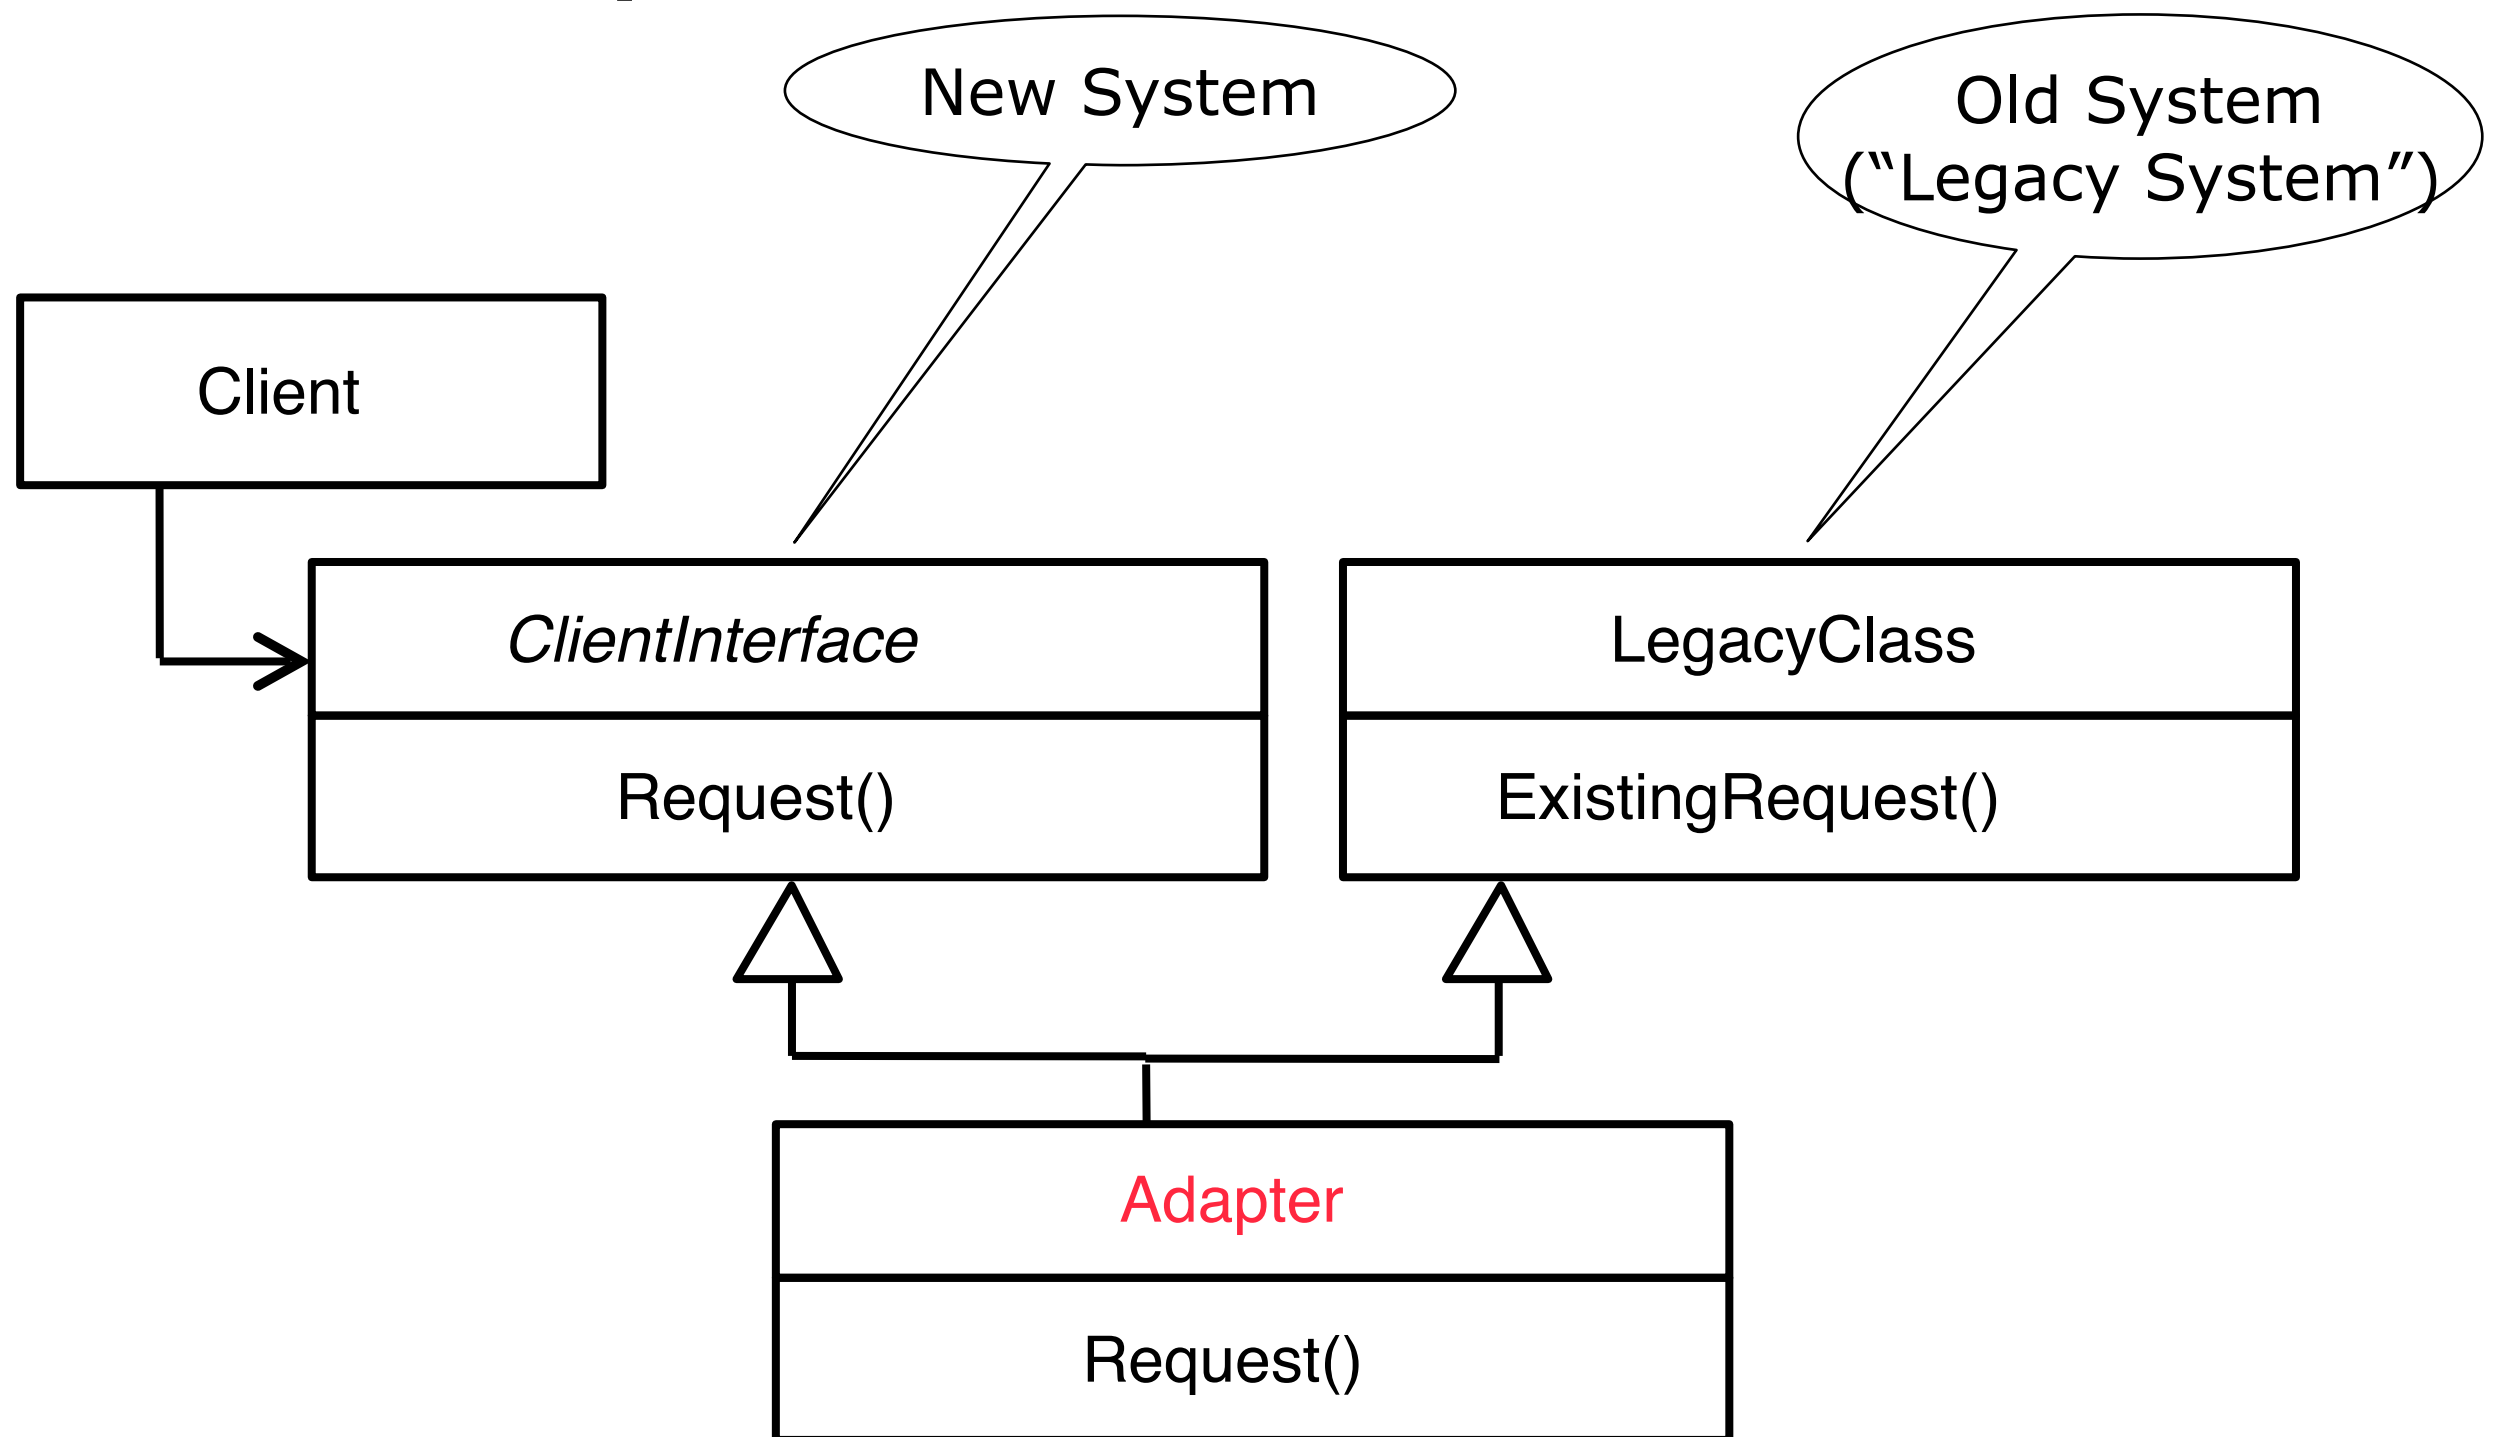 New System
Old System
(“Legacy System”)
Client
ClientInterface
LegacyClass
Request()
ExistingRequest()
Adapter
Request()